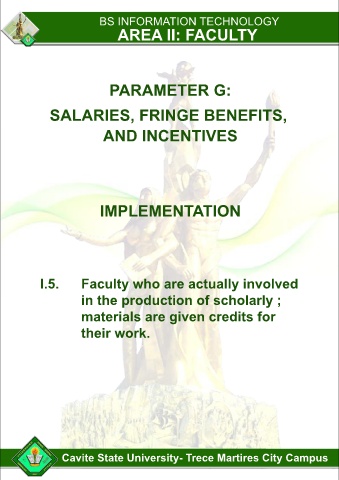 BS INFORMATION TECHNOLOGY
AREA II: FACULTY
PARAMETER G:
SALARIES, FRINGE BENEFITS,
AND INCENTIVES
IMPLEMENTATION
I.5. Faculty who are actually involved
in the production of scholarly ;
materials are given credits for
their work.
Cavite State University- Trece Martires City Campus